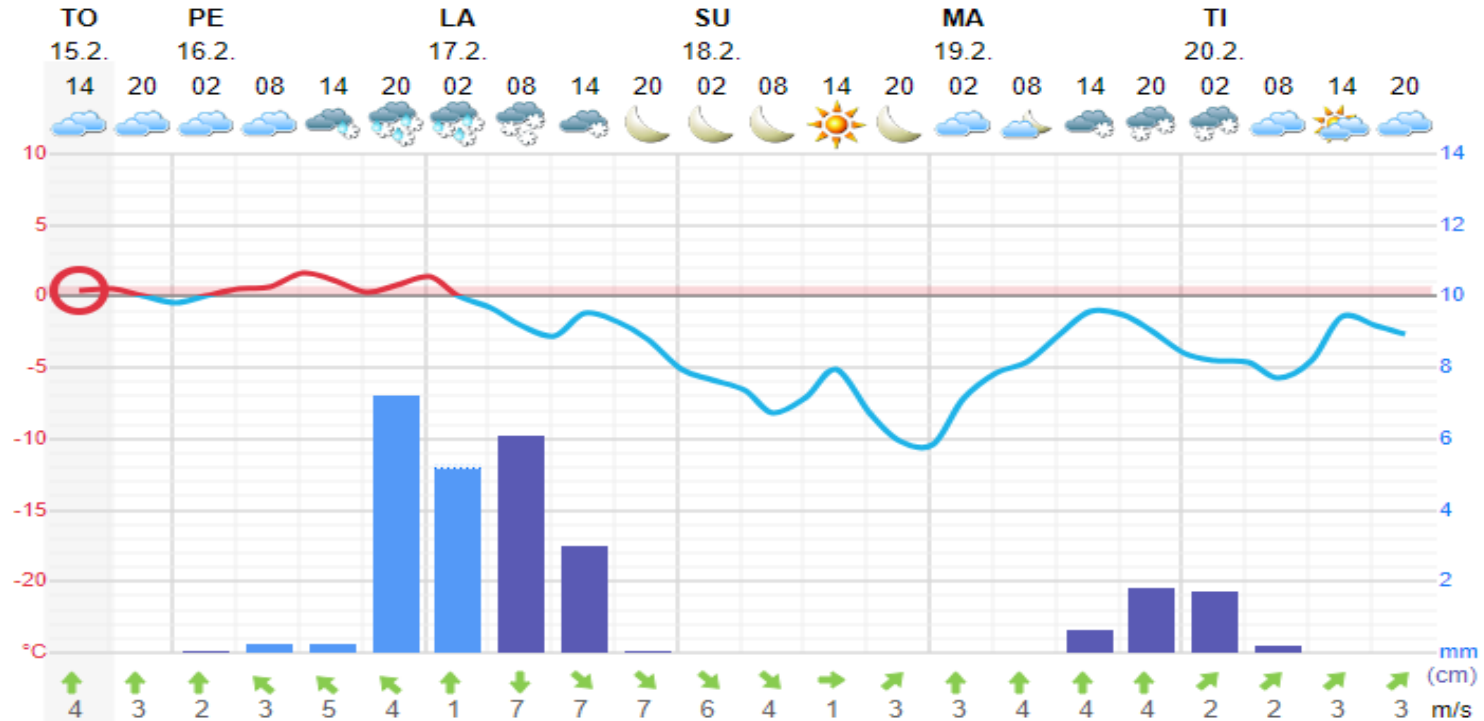 TO PE LA SU MA TI
15.2. 16.2. 17.2. 18.2. 19.2. 20.2.
14 20 02 08 14 20 02 08 14 20 02 08 14 20 02 08 14 20 02 08 14 20
10 14
5 12
0 10
-5 8
-10 6
-15 4
-20 2
°C mm
(cm)
4 3 2 3 5 4 1 7 7 7 6 4 1 3 3 4 4 4 2 2 3 3 m/s